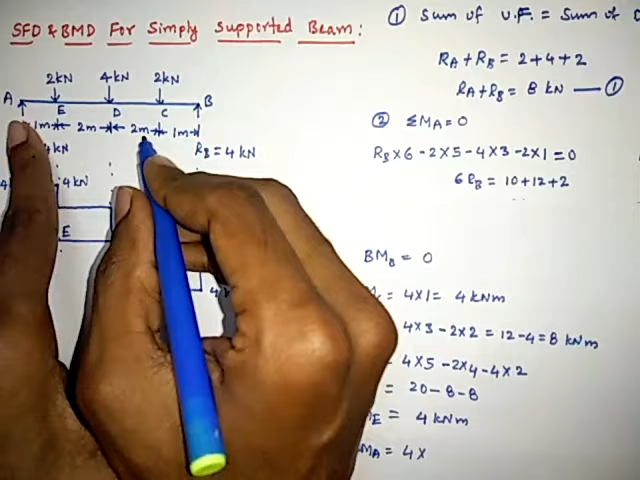 SFD & BMD For Simply Supported Beam:
2kN 4kN 2kN
A E D C B
1m 2m 2m 1m
4kN RB = 4 kN
4kN
E
① Sum of U.F. = Sum of
RA + RB = 2+4+2
RA + RB = 8 kN — ①
② ΣMA = 0
RB×6 - 2×5 - 4×3 - 2×1 = 0
6RB = 10+12+2
BMB = 0
= 4×1 = 4 kNm
4×3 - 2×2 = 12-4 = 8 kNm
4×5 - 2×4 - 4×2
= 20-8-8
E = 4 kNm
MA = 4×